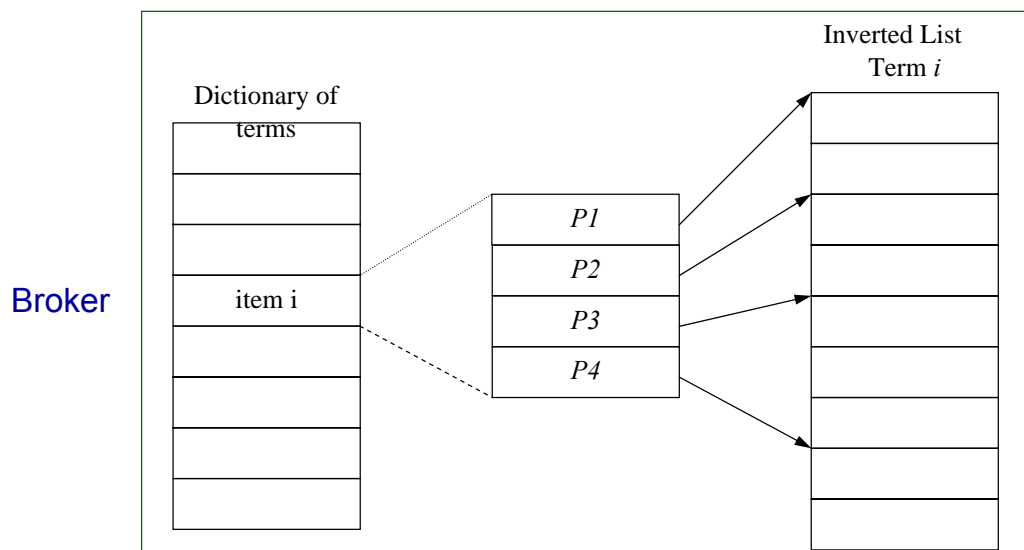 Inverted List
Term i
Dictionary of
terms
P1
P2
Broker
item i
P3
P4